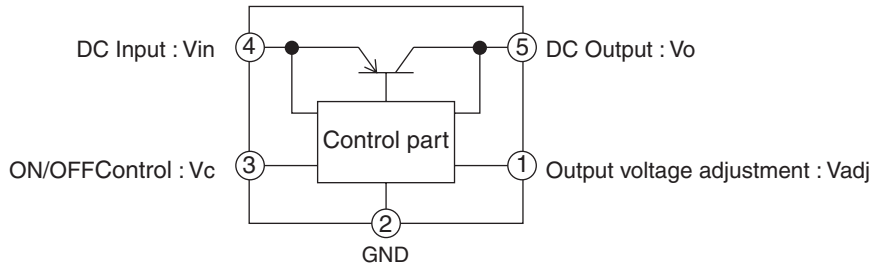 DC Input : Vin 4 5 DC Output : Vo
Control part
ON/OFFControl : Vc 3 1 Output voltage adjustment : Vadj
2
GND